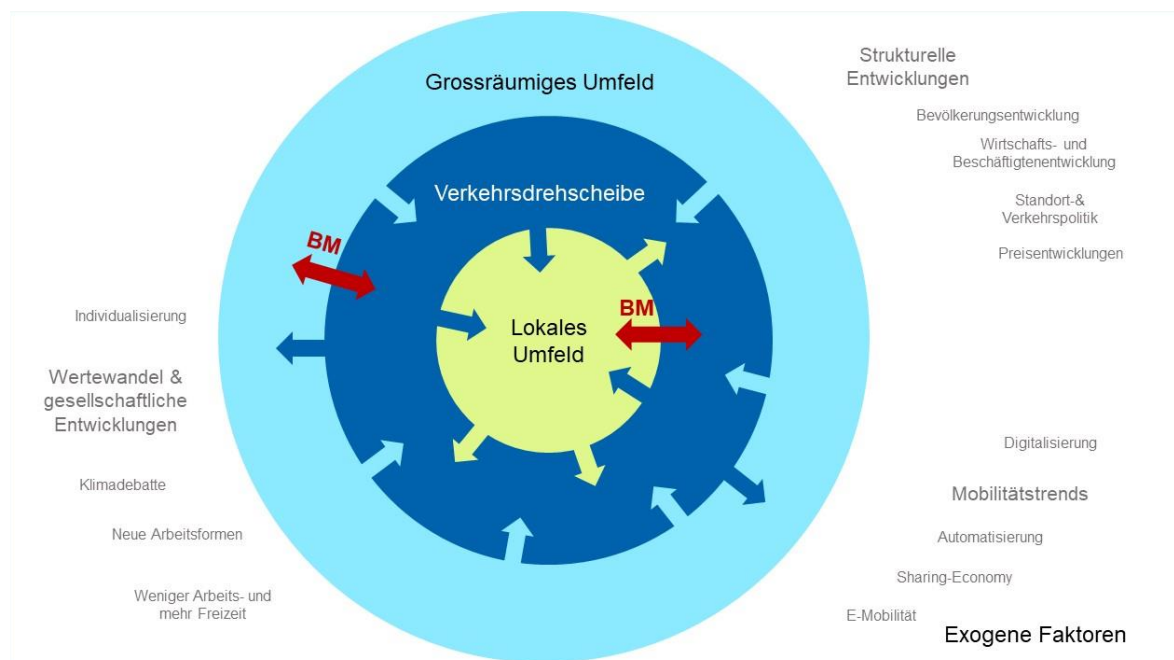 Grossräumiges Umfeld
Verkehrsdrehscheibe
BM
BM
Lokales
Umfeld
Strukturelle
Entwicklungen
Bevölkerungsentwicklung
Wirtschafts- und
Beschäftigtenentwicklung
Standort-&
Verkehrspolitik
Preisentwicklungen
Individualisierung
Wertewandel &
gesellschaftliche
Entwicklungen
Klimadebatte
Neue Arbeitsformen
Weniger Arbeits- und
mehr Freizeit
Digitalisierung
Mobilitätstrends
Automatisierung
Sharing-Economy
E-Mobilität
Exogene Faktoren